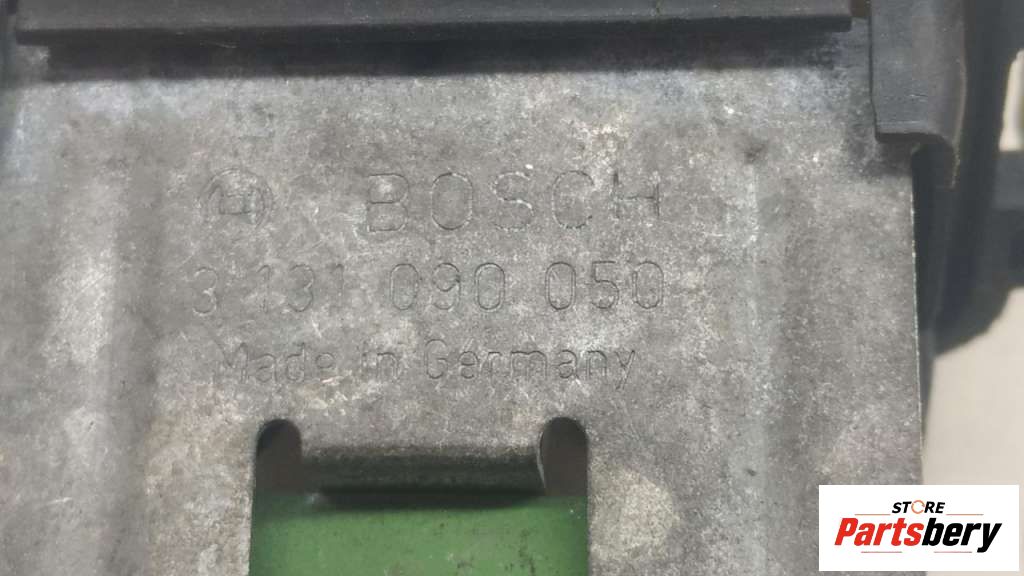 BOSCH
3 131 090 050
Made in Germany
STORE
Partsbery